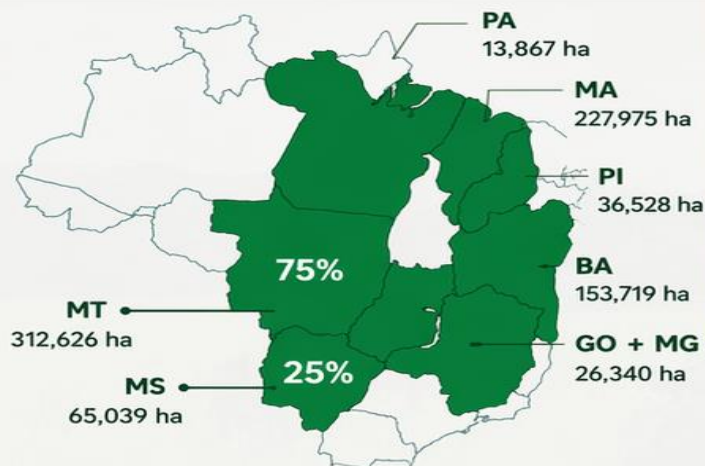 PA
13,867 ha
MA
227,975 ha
PI
36,528 ha
75%
BA
153,719 ha
MT
312,626 ha
GO + MG
26,340 ha
25%
MS
65,039 ha